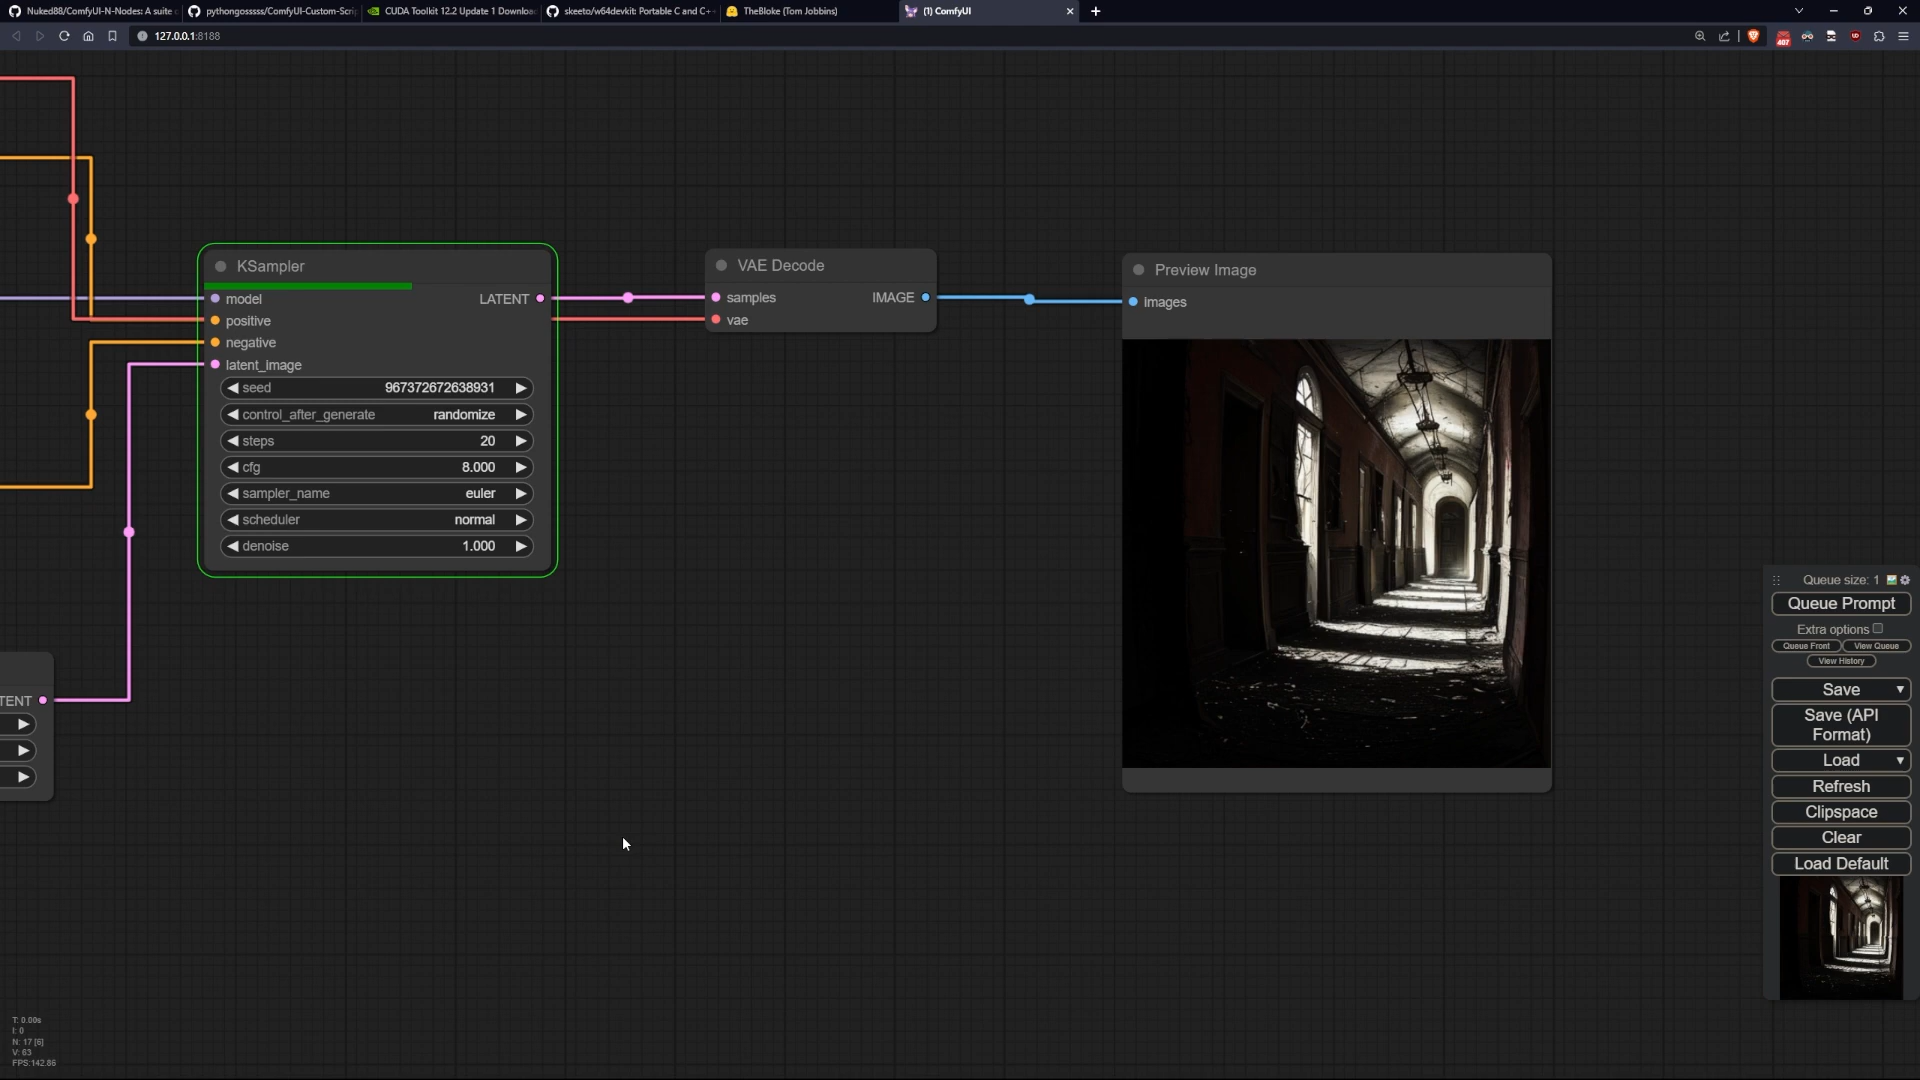 Nuked88/ComfyUI-N-Nodes: A suite
pythongosssss/ComfyUI-Custom-Scri
CUDA Toolkit 12.2 Update 1 Downloa
skeeto/w64devkit: Portable C and C+
TheBloke (Tom Jobbins)
(1) ComfyUI
127.0.0.1:8188
407
KSampler
model
LATENT
positive
negative
latent_image
seed 967372672638931
control_after_generate randomize
steps 20
cfg 8.000
sampler_name euler
scheduler normal
denoise 1.000
VAE Decode
samples
IMAGE
vae
Preview Image
images
TENT
Queue size: 1
Queue Prompt
Extra options
Queue Front
View Queue
View History
Save
Save (API
Format)
Load
Refresh
Clipspace
Clear
Load Default
T: 0.00s
I: 0
N: 17 [6]
V: 63
FPS:142.86